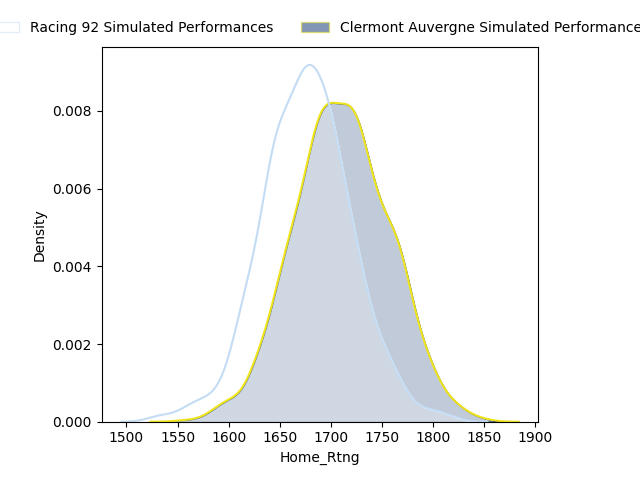 Racing 92 Simulated Performances Clermont Auvergne Simulated Performance
0.008
0.006
0.004
0.002
0.000
Density
1500 1550 1600 1650 1700 1750 1800 1850 1900
Home_Rtng